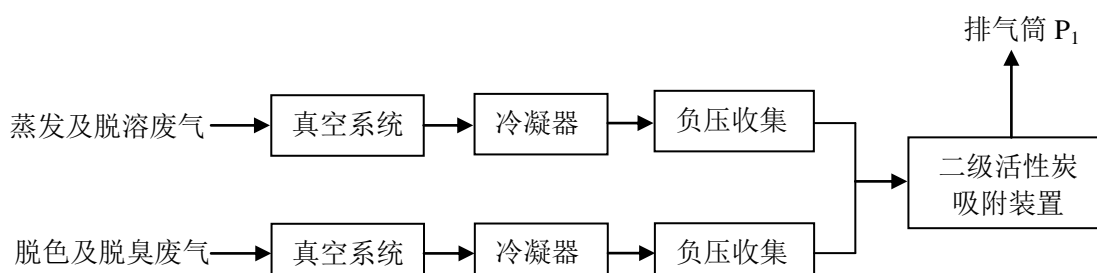 排气筒 P₁
蒸发及脱溶废气
真空系统
冷凝器
负压收集
二级活性炭
吸附装置
脱色及脱臭废气
真空系统
冷凝器
负压收集